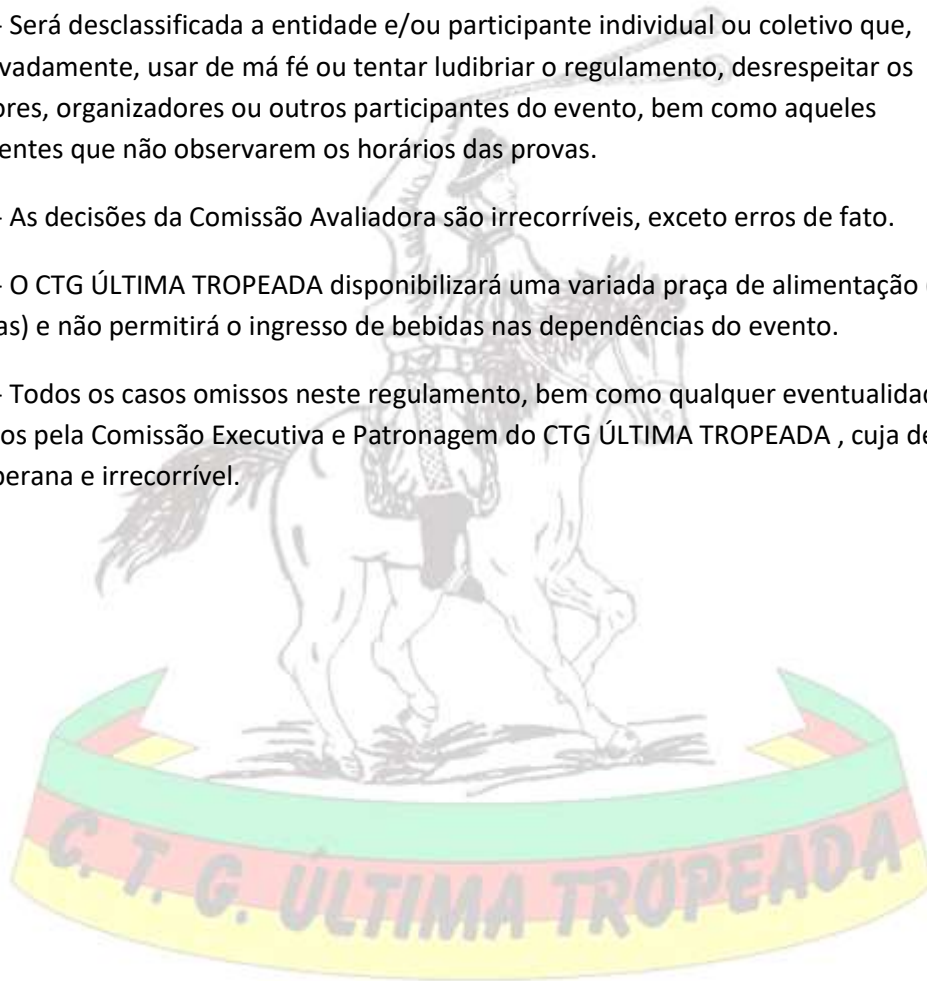 - Será desclassificada a entidade e/ou participante individual ou coletivo que,
vadamente, usar de má fé ou tentar ludibriar o regulamento, desrespeitar os
ores, organizadores ou outros participantes do evento, bem como aqueles
entes que não observarem os horários das provas.
- As decisões da Comissão Avaliadora são irrecorríveis, exceto erros de fato.
- O CTG ÚLTIMA TROPEADA disponibilizará uma variada praça de alimentação (
as) e não permitirá o ingresso de bebidas nas dependências do evento.
- Todos os casos omissos neste regulamento, bem como qualquer eventualidad
os pela Comissão Executiva e Patronagem do CTG ÚLTIMA TROPEADA , cuja de
perana e irrecorrível.
C. T. G. ÚLTIMA TROPEADA